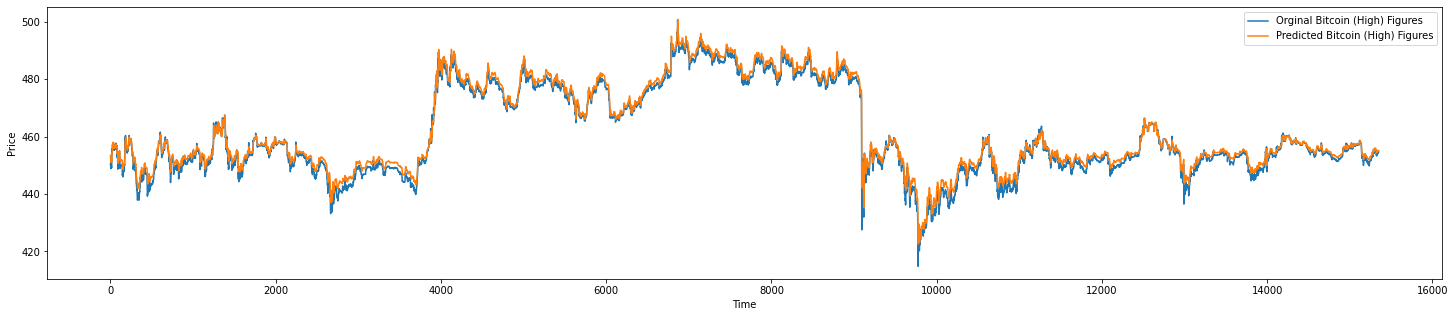 Orginal Bitcoin (High) Figures
Predicted Bitcoin (High) Figures
500
480
460
440
420
Price
0 2000 4000 6000 8000 10000 12000 14000 16000
Time